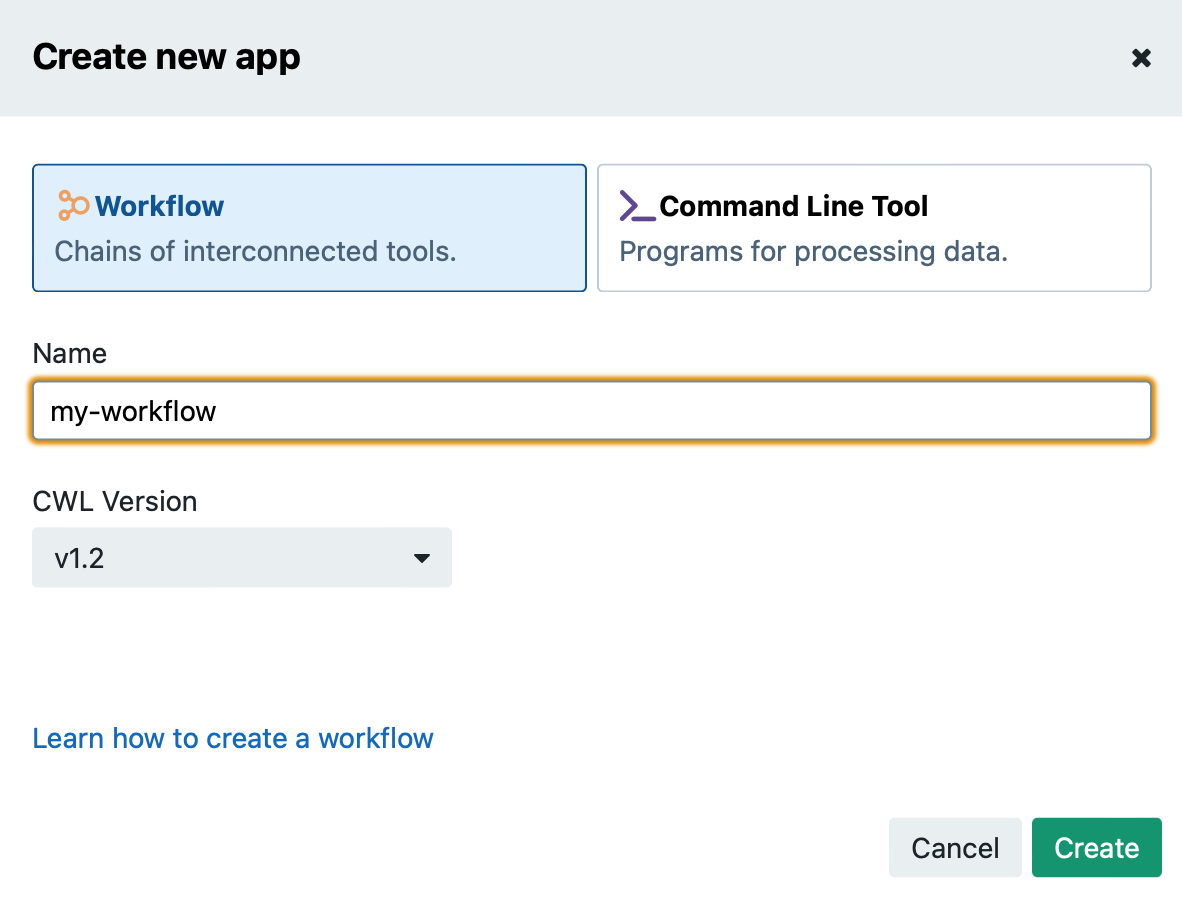 Create new app
Workflow
Chains of interconnected tools.
Command Line Tool
Programs for processing data.
Name
my-workflow
CWL Version
v1.2
Learn how to create a workflow
Cancel
Create